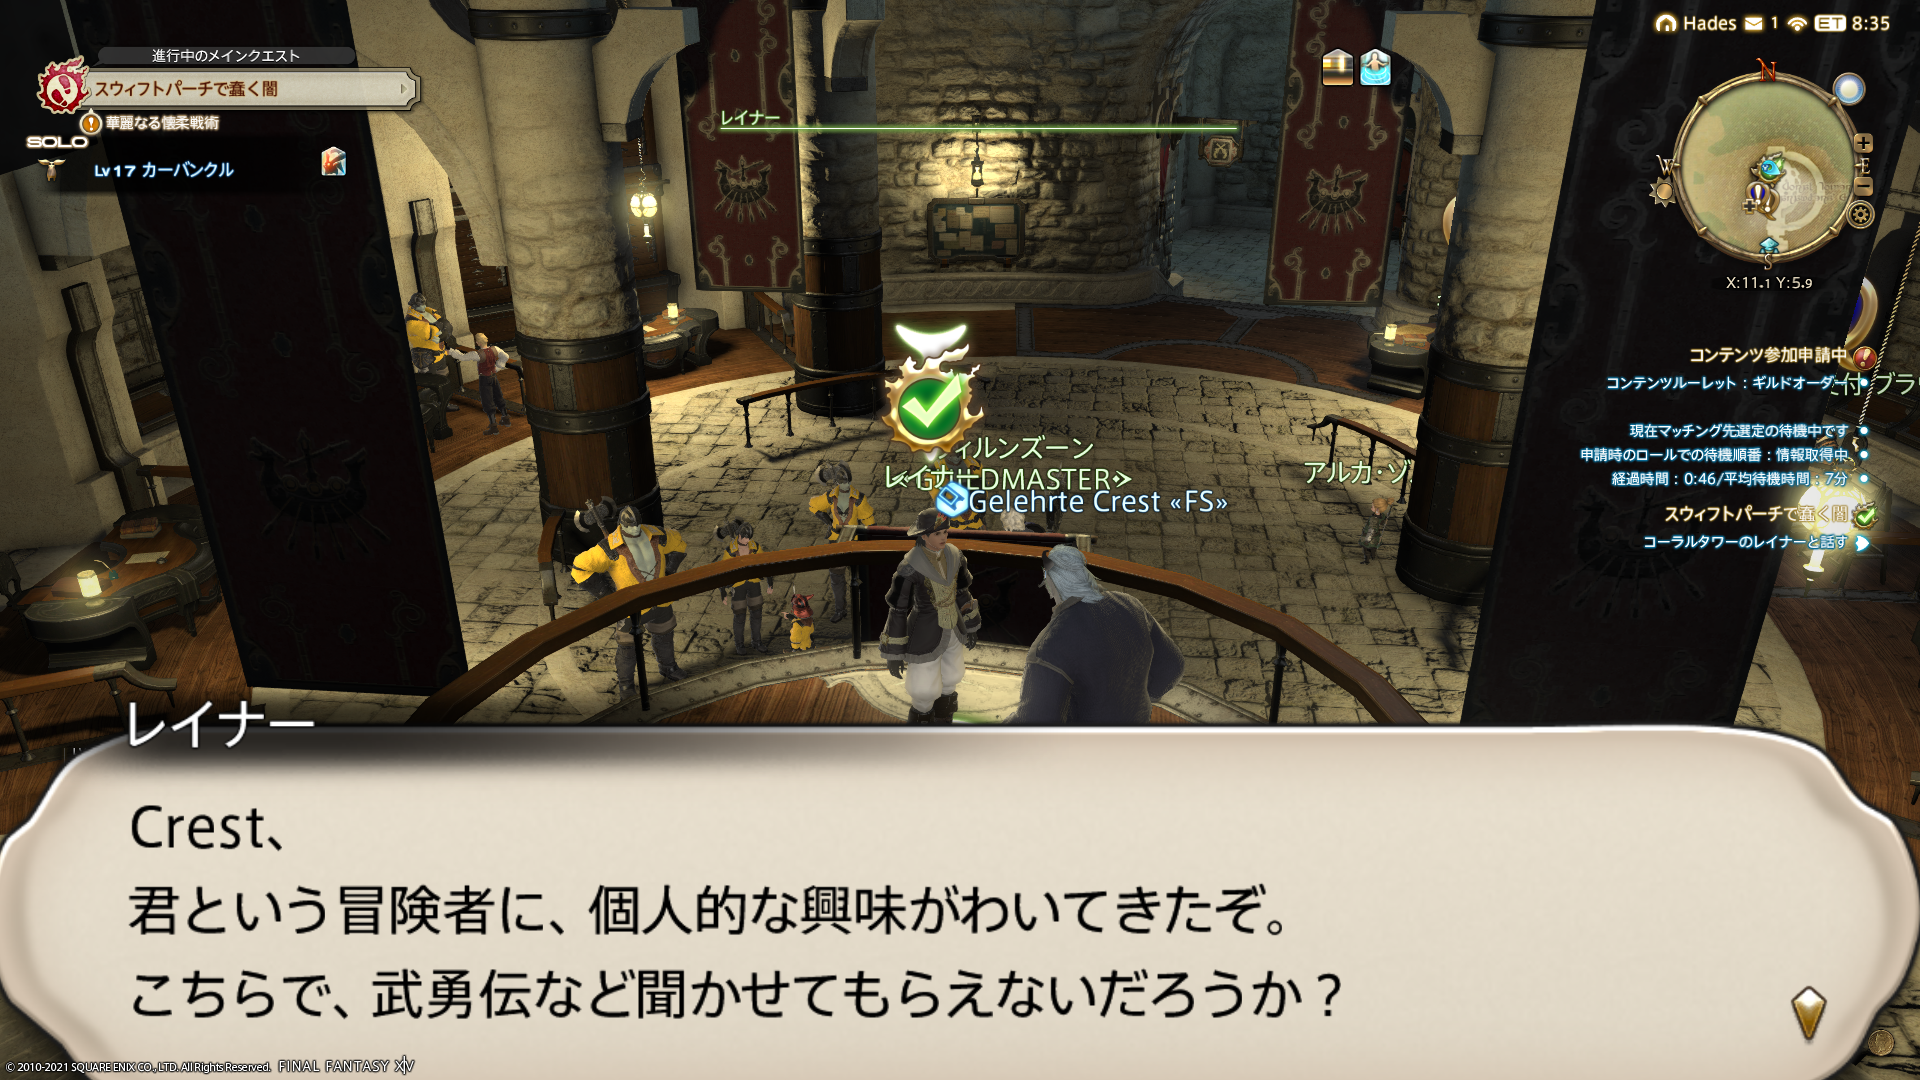 進行中のメインクエスト
スウィフトパーチで蠢く闇
華麗なる懐柔戦術
SOLO
Lv17 カーバンクル
レイナー
Hades 1 ET 8:35
N
W
E
S
X:11.1 Y:5.9
コンテンツ参加申請中
コンテンツルーレット：ギルドオーダー
現在マッチング先選定の待機中です
申請時のロールでの待機順番：情報取得中
経過時間：0:46/平均待機時間：7分
スウィフトパーチで蠢く闇
コーラルタワーのレイナーと話す
ィルンズーン
レイナー
Gelehrte Crest «FS»
アルカ・ゾ
レイナー
Crest、
君という冒険者に、個人的な興味がわいてきたぞ。
こちらで、武勇伝など聞かせてもらえないだろうか？
© 2010-2021 SQUARE ENIX CO., LTD. All Rights Reserved. FINAL FANTASY XIV